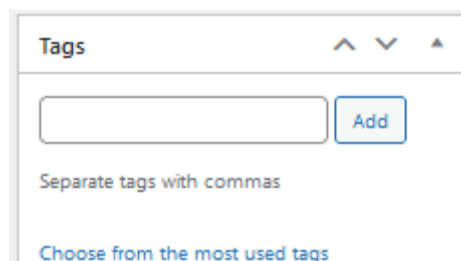 Tags
Add
Separate tags with commas
Choose from the most used tags